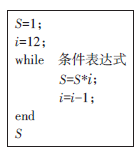 S=1;
i=12;
while 条件表达式
S=S*i;
i=i-1;
end
S